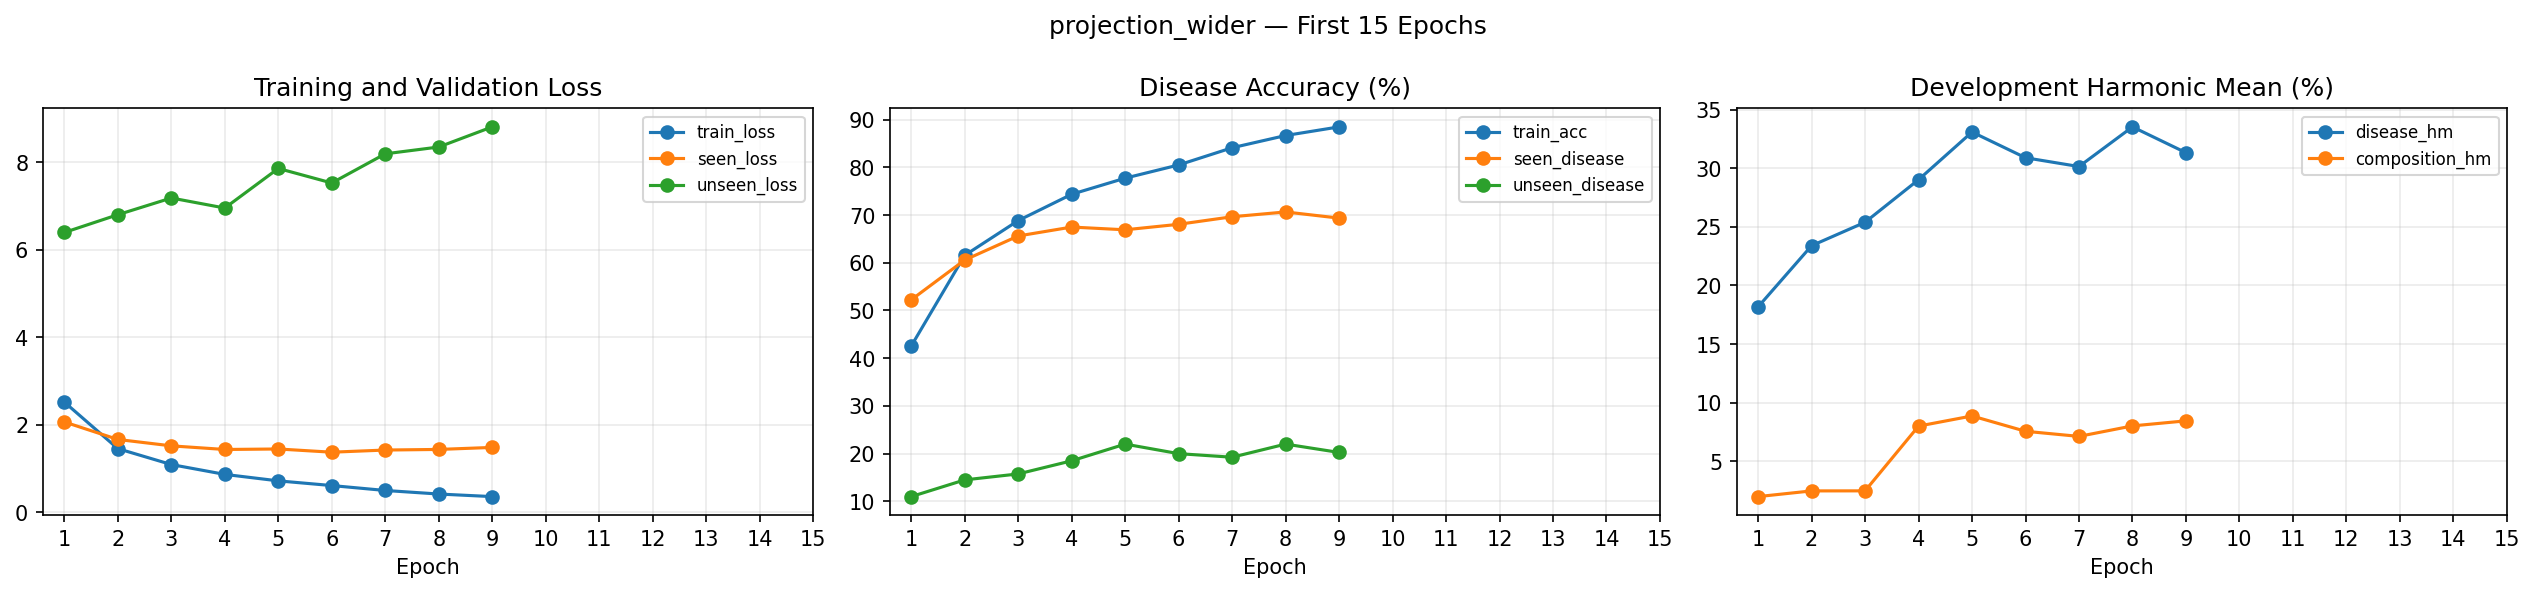 projection_wider — First 15 Epochs
Training and Validation Loss
train_loss
seen_loss
unseen_loss
8
6
4
2
0
1 2 3 4 5 6 7 8 9 10 11 12 13 14 15
Epoch
Disease Accuracy (%)
train_acc
seen_disease
unseen_disease
90
80
70
60
50
40
30
20
10
1 2 3 4 5 6 7 8 9 10 11 12 13 14 15
Epoch
Development Harmonic Mean (%)
disease_hm
composition_hm
35
30
25
20
15
10
5
1 2 3 4 5 6 7 8 9 10 11 12 13 14 15
Epoch